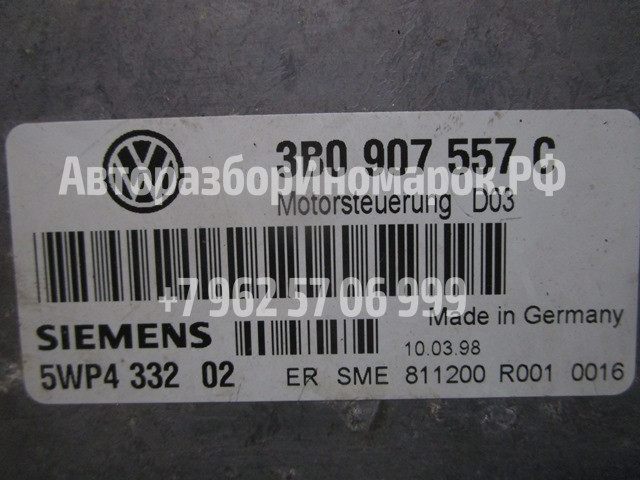 3B0 907 557 C
АвторазборИномарок.РФ
Motorsteuerung D03
+7 962 57 06 999
SIEMENS
Made in Germany
10.03.98
5WP4 332 02
ER SME 811200 R001 0016